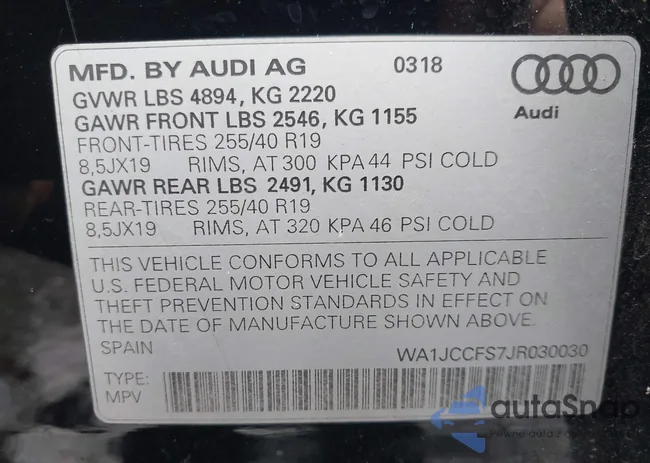 MFD. BY AUDI AG 0318
Audi
GVWR LBS 4894, KG 2220
GAWR FRONT LBS 2546, KG 1155
FRONT-TIRES 255/40 R19
8,5JX19 RIMS, AT 300 KPA 44 PSI COLD
GAWR REAR LBS 2491, KG 1130
REAR-TIRES 255/40 R19
8,5JX19 RIMS, AT 320 KPA 46 PSI COLD
THIS VEHICLE CONFORMS TO ALL APPLICABLE
U.S. FEDERAL MOTOR VEHICLE SAFETY AND
THEFT PREVENTION STANDARDS IN EFFECT ON
THE DATE OF MANUFACTURE SHOWN ABOVE.
SPAIN WA1JCCFS7JR030030
TYPE:
MPV
autaSnap